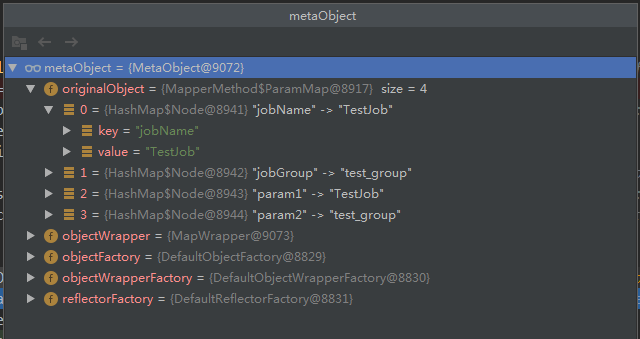 metaObject
metaObject = {MetaObject@9072}
originalObject = {MapperMethod$ParamMap@8917} size = 4
0 = {HashMap$Node@8941} "jobName" -> "TestJob"
key = "jobName"
value = "TestJob"
1 = {HashMap$Node@8942} "jobGroup" -> "test_group"
2 = {HashMap$Node@8943} "param1" -> "TestJob"
3 = {HashMap$Node@8944} "param2" -> "test_group"
objectWrapper = {MapWrapper@9073}
objectFactory = {DefaultObjectFactory@8829}
objectWrapperFactory = {DefaultObjectWrapperFactory@8830}
reflectorFactory = {DefaultReflectorFactory@8831}